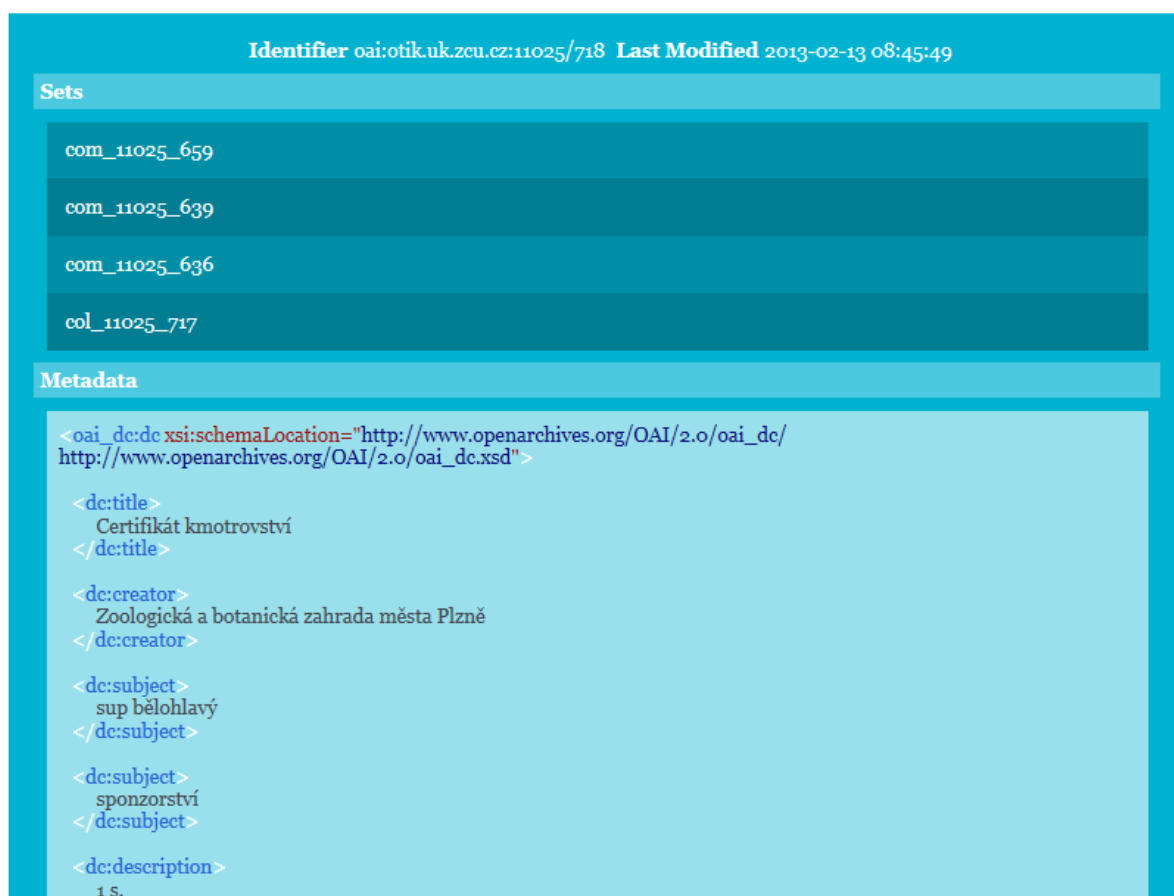 Identifier oai:otik.uk.zcu.cz:11025/718 Last Modified 2013-02-13 08:45:49
Sets
com_11025_659
com_11025_639
com_11025_636
col_11025_717
Metadata
<oai_dc:dc xsi:schemaLocation="http://www.openarchives.org/OAI/2.0/oai_dc/
http://www.openarchives.org/OAI/2.0/oai_dc.xsd">
<dc:title>
Certifikát kmotrovství
</dc:title>
<dc:creator>
Zoologická a botanická zahrada města Plzně
</dc:creator>
<dc:subject>
sup bělohlavý
</dc:subject>
<dc:subject>
sponzorství
</dc:subject>
<dc:description>
1 s.